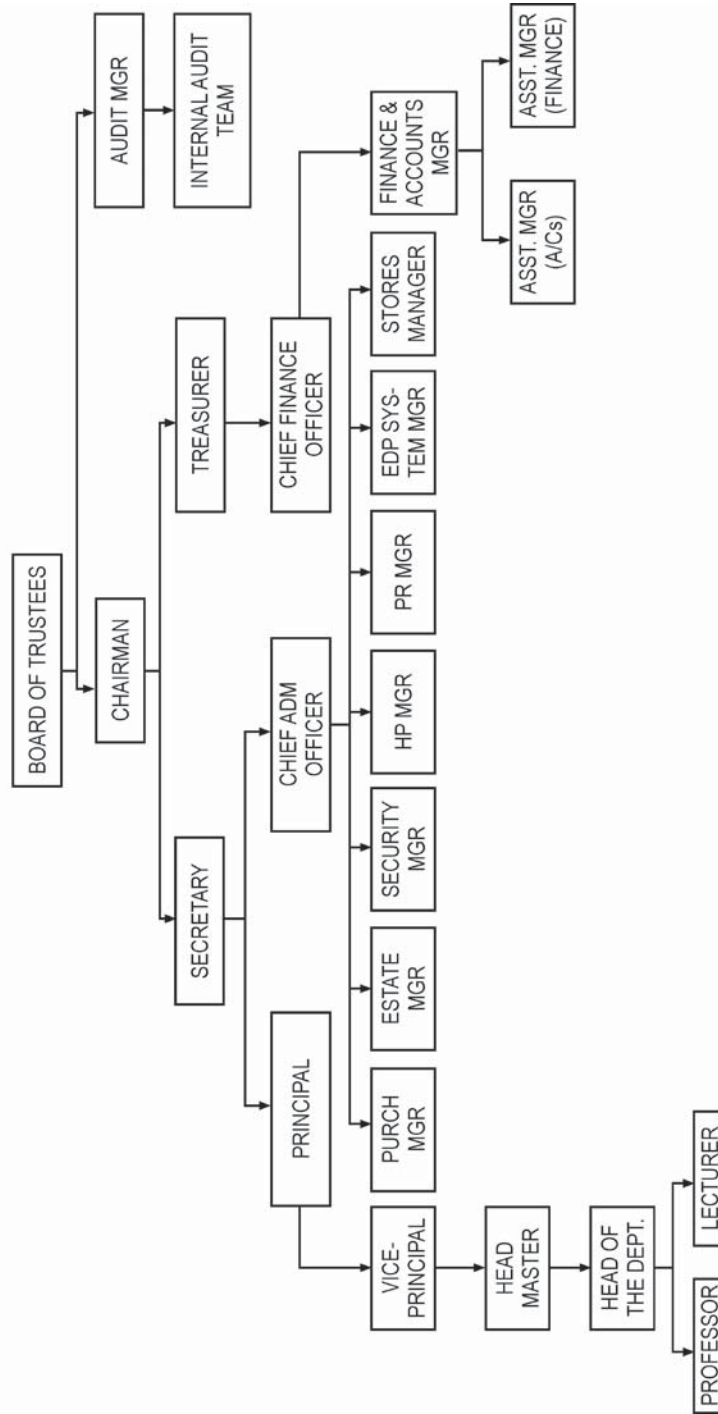 BOARD OF TRUSTEES
CHAIRMAN
AUDIT MGR
SECRETARY
TREASURER
INTERNAL AUDIT
TEAM
PRINCIPAL
CHIEF ADM
OFFICER
CHIEF FINANCE
OFFICER
VICE-
PRINCIPAL
PURCH
MGR
ESTATE
MGR
SECURITY
MGR
HP MGR
PR MGR
EDP SYS-
TEM MGR
STORES
MANAGER
FINANCE &
ACCOUNTS
MGR
HEAD
MASTER
ASST. MGR
(A/Cs)
ASST. MGR
(FINANCE)
HEAD OF
THE DEPT.
PROFESSOR
LECTURER